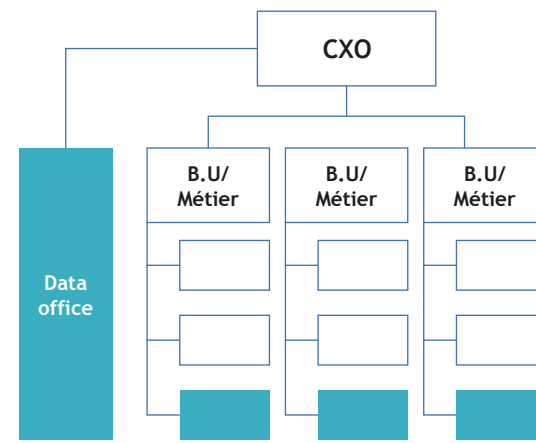 CXO
B.U/
Métier
B.U/
Métier
B.U/
Métier
Data
office